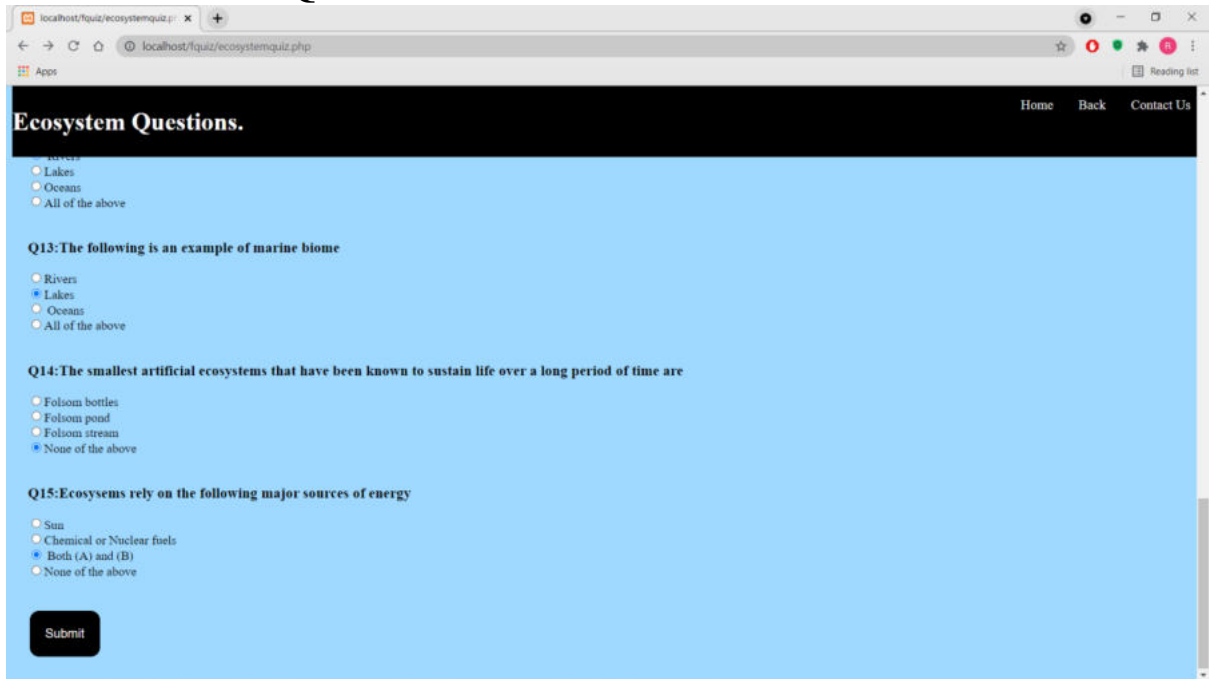 localhost/fquiz/ecosystemquiz.p
localhost/fquiz/ecosystemquiz.php
Apps
Reading list
Home Back Contact Us
Ecosystem Questions.
Rivers
Lakes
Oceans
All of the above
Q13:The following is an example of marine biome
Rivers
Lakes
Oceans
All of the above
Q14:The smallest artificial ecosystems that have been known to sustain life over a long period of time are
Folsom bottles
Folsom pond
Folsom stream
None of the above
Q15:Ecosysems rely on the following major sources of energy
Sun
Chemical or Nuclear fuels
Both (A) and (B)
None of the above
Submit